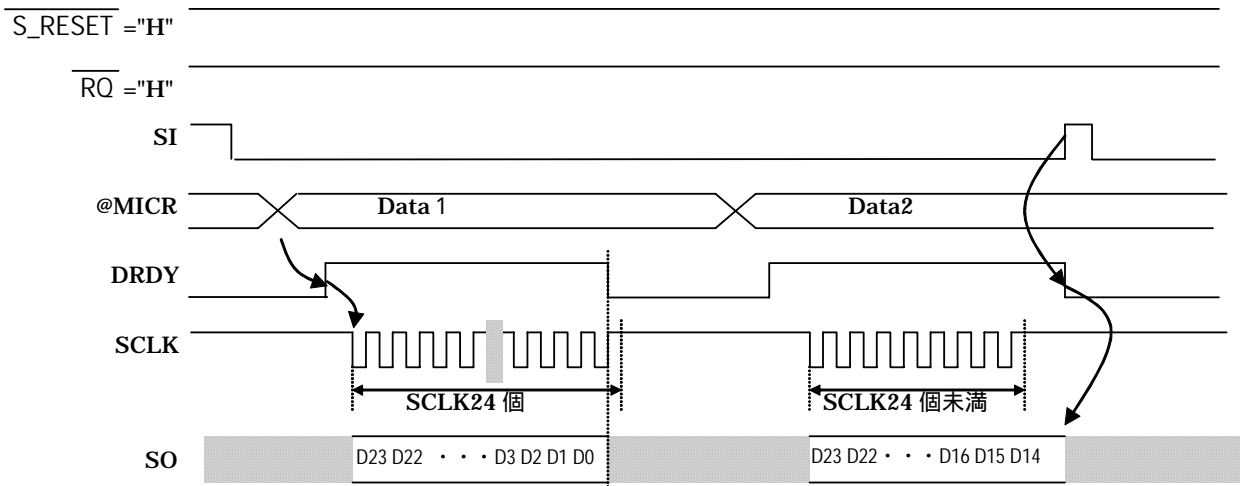 S_RESET ="H"
RQ ="H"
SI
@MICR Data 1 Data2
DRDY
SCLK
SCLK24 個 SCLK24 個未満
SO D23 D22 ・・・D3 D2 D1 D0 D23 D22・・・D16 D15 D14